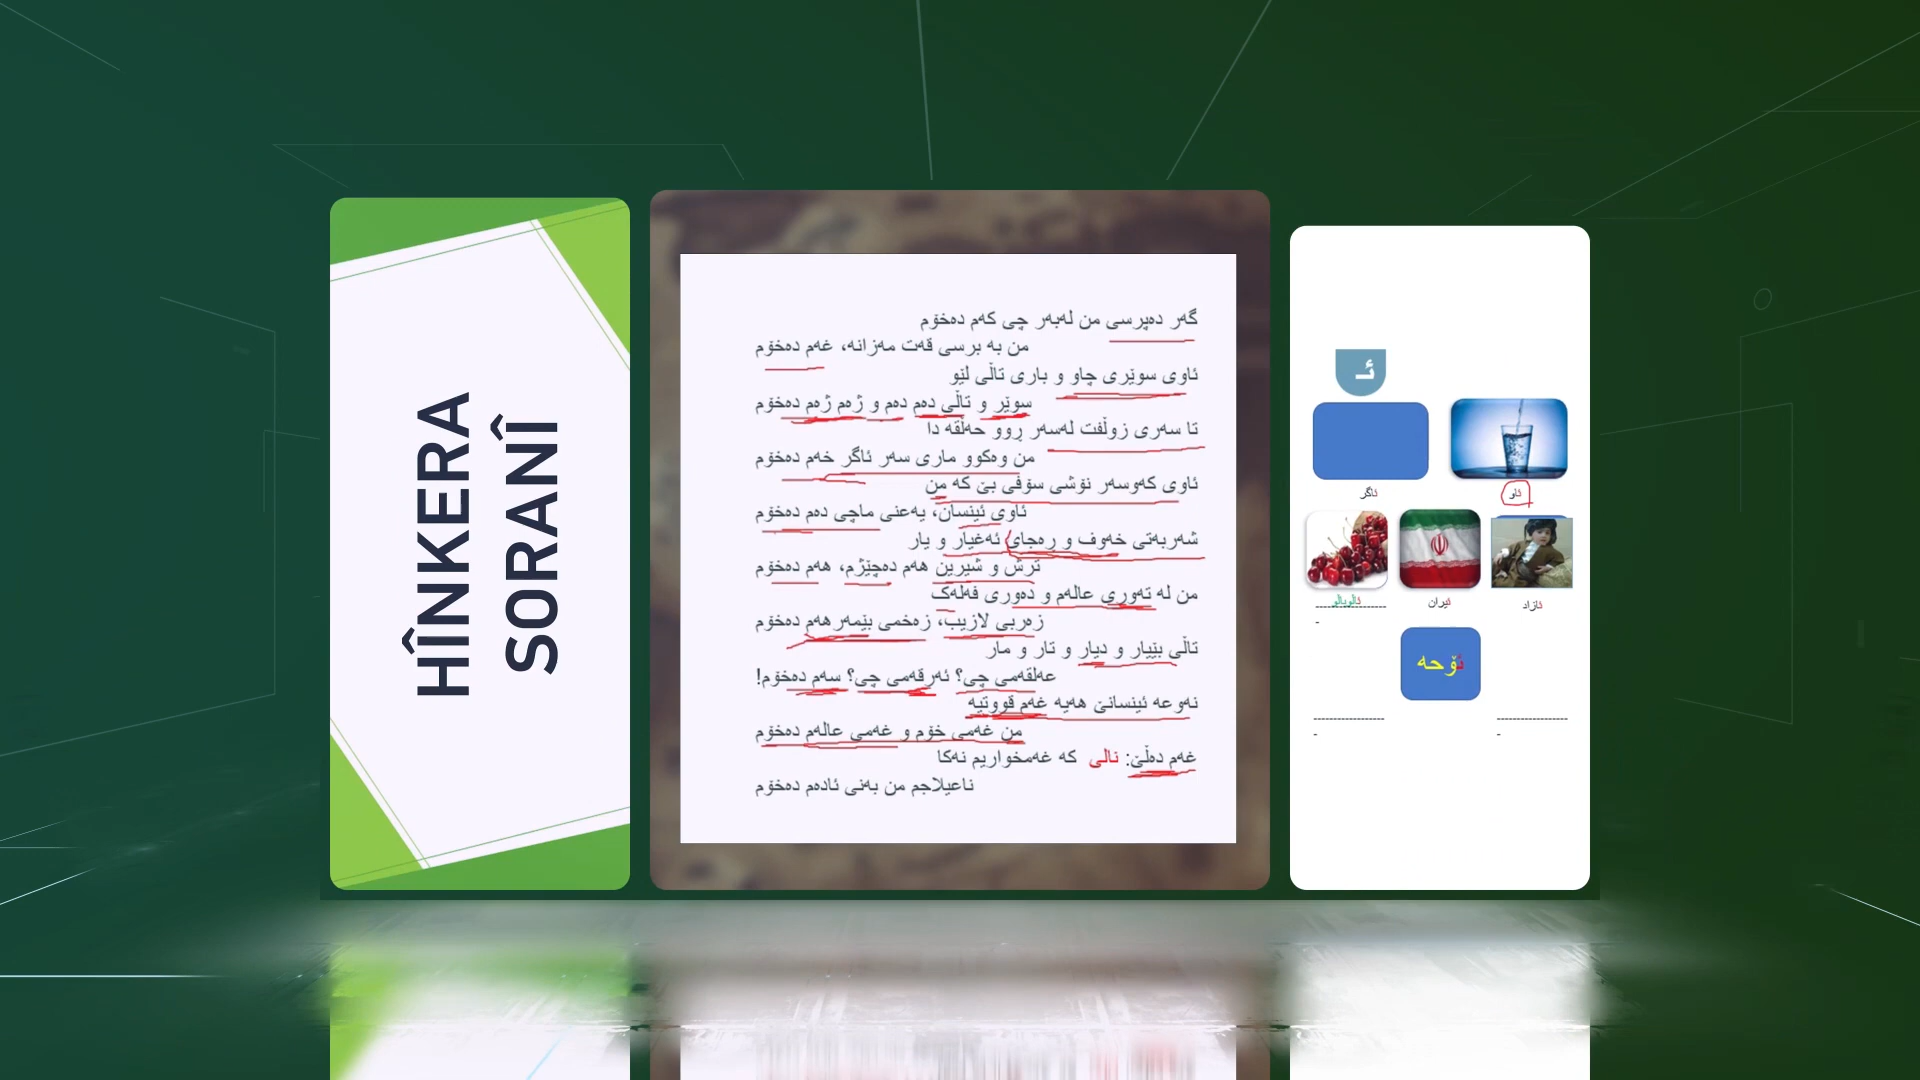 HÎNKERA
SORANÎ
گەر دەپرسی من لەبەر چی کەم دەخۆم
من بە برسی قەت مەزانە، غەم دەخۆم
ئاوی سوێری چاو و باری تاڵی لێو
سوێر و تاڵی دەم دەم و ژەم ژەم دەخۆم
تا سەری زوڵفت لەسەر ڕوو حەڵقە دا
من وەکوو ماری سەر ئاگر خەم دەخۆم
ئاوی کەوسەر نۆشی سۆفی بێ کە من
ئاوی ئینسان، یەعنی ماچی دەم دەخۆم
شەربەتی خەوف و ڕەجای ئەغیار و یار
ترش و شیرین هەم دەچێژم، هەم دەخۆم
من لە تەوری عالەم و دەوری فەلەک
زەربی لازیب، زەخمی بێمەرهەم دەخۆم
تاڵی بێیار و دیار و تار و مار
عەلقەمی چی؟ ئەرقەمی چی؟ سەم دەخۆم!
نەوعە ئینسانێ هەیە غەم قووتیە
من غەمی خۆم و غەمی عالەم دەخۆم
غەم دەڵێ: نالی کە غەمخواریم نەکا
ناعیلاجم من بەنی ئادەم دەخۆم
ئـ
ئاو
ئاگر
ئازاد
ئیران
ئالوبالو
ئۆحە